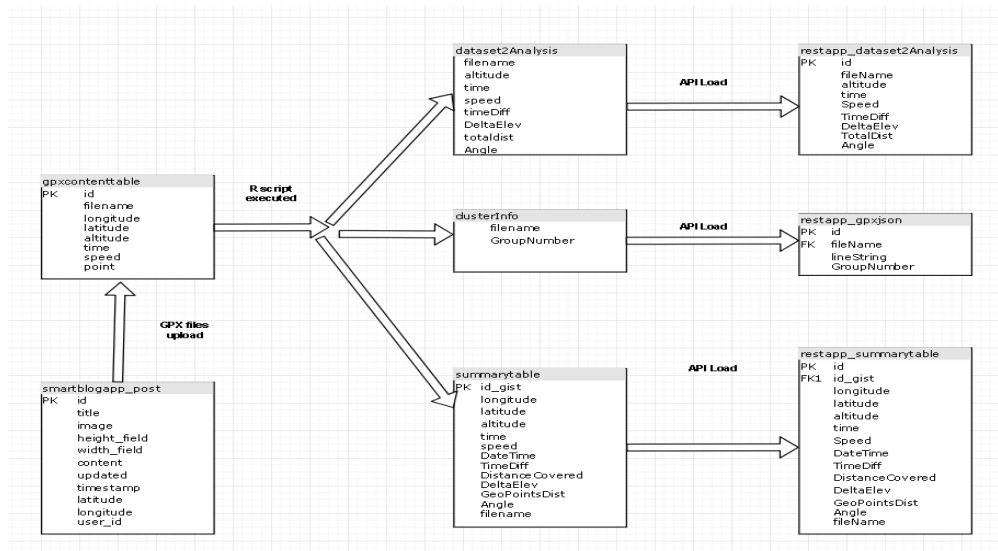 dataset2Analysis
filename
altitude
time
speed
timeDiff
DeltaElev
totaldist
Angle
API Load
restapp_dataset2Analysis
PK id
fileName
altitude
time
Speed
TimeDiff
DeltaElev
TotalDist
Angle
gpxcontenttable
PK id
filename
longitude
latitude
altitude
time
speed
point
R script
executed
clusterInfo
filename
GroupNumber
API Load
restapp_gpxjson
PK id
FK fileName
lineString
GroupNumber
GPX files
upload
smartblogapp_post
PK id
title
image
height_field
width_field
content
updated
timestamp
latitude
longitude
user_id
summarytable
PK id_gist
longitude
latitude
altitude
time
speed
DateTime
TimeDiff
DistanceCovered
DeltaElev
GeoPointsDist
Angle
filename
API Load
restapp_summarytable
PK id
FK1 id_gist
longitude
latitude
altitude
time
Speed
DateTime
TimeDiff
DistanceCovered
DeltaElev
GeoPointsDist
Angle
fileName